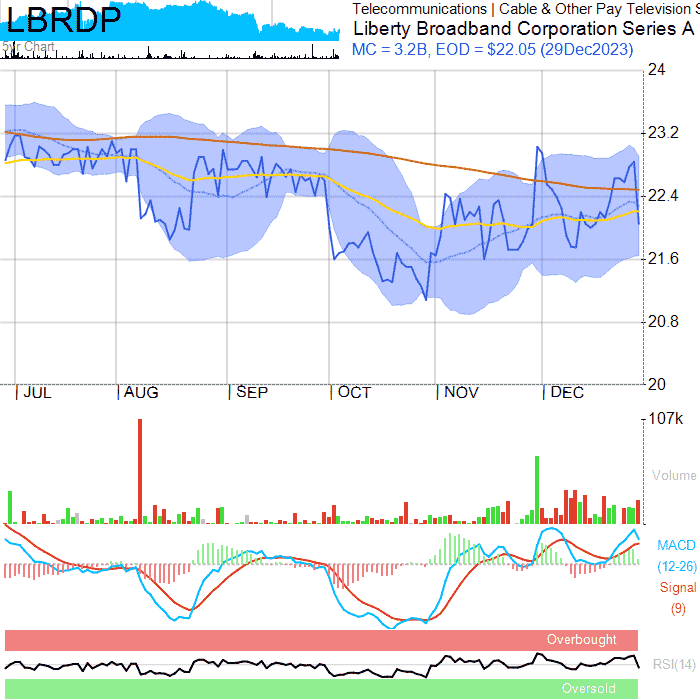 LBRDP
5yr Chart
Telecommunications | Cable & Other Pay Television S
Liberty Broadband Corporation Series A
MC = 3.2B, EOD = $22.05 (29Dec2023)
24
23.2
22.4
21.6
20.8
20
| JUL | AUG | SEP | OCT | NOV | DEC
107k
Volume
MACD
(12-26)
Signal
(9)
Overbought
RSI(14)
Oversold